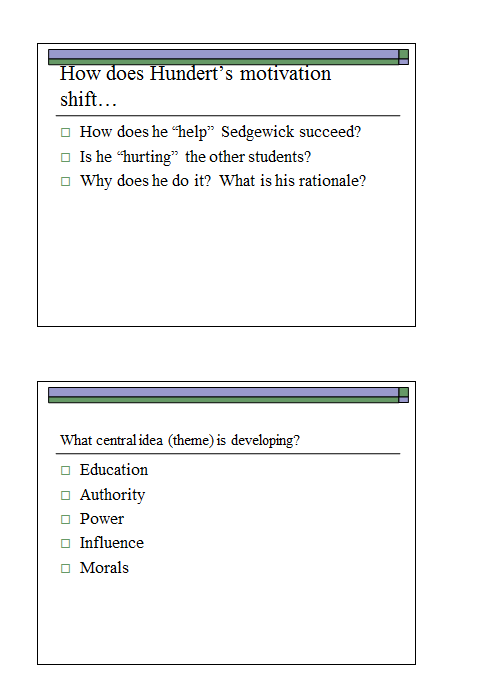 How does Hundert’s motivation
shift…
How does he “help” Sedgewick succeed?
Is he “hurting” the other students?
Why does he do it? What is his rationale?
What central idea (theme) is developing?
Education
Authority
Power
Influence
Morals